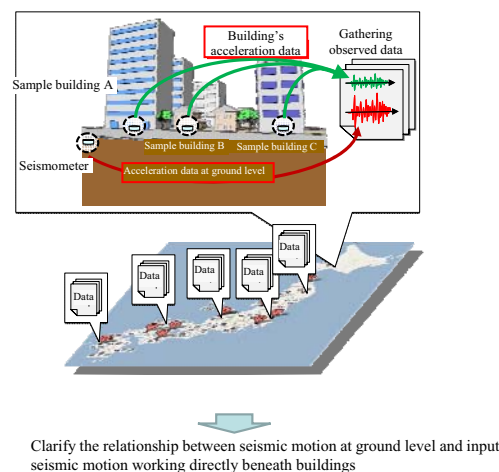 Building's
acceleration data
Gathering
observed data
Sample building A
Sample building B
Sample building C
Seismometer
Acceleration data at ground level
Data
Data
Data
Data
Data
Clarify the relationship between seismic motion at ground level and input
seismic motion working directly beneath buildings